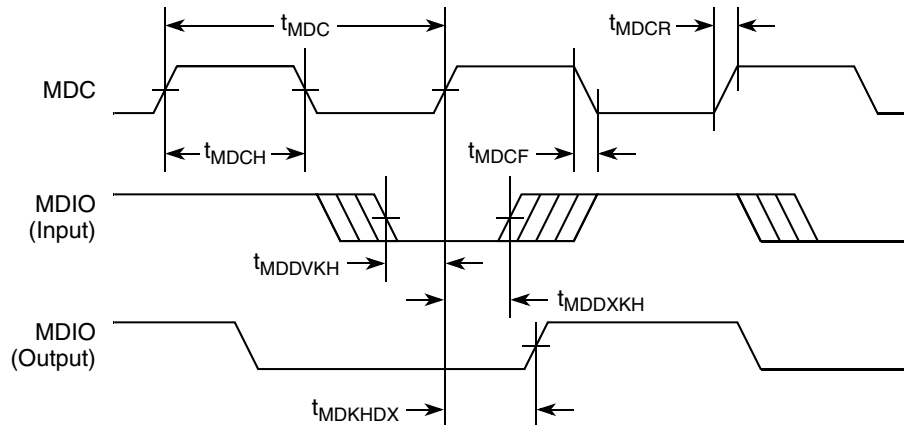 tMDC
tMDCR
MDC
tMDCH
tMDCF
MDIO
(Input)
tMDDVKH
tMDDXKH
MDIO
(Output)
tMDKHDX